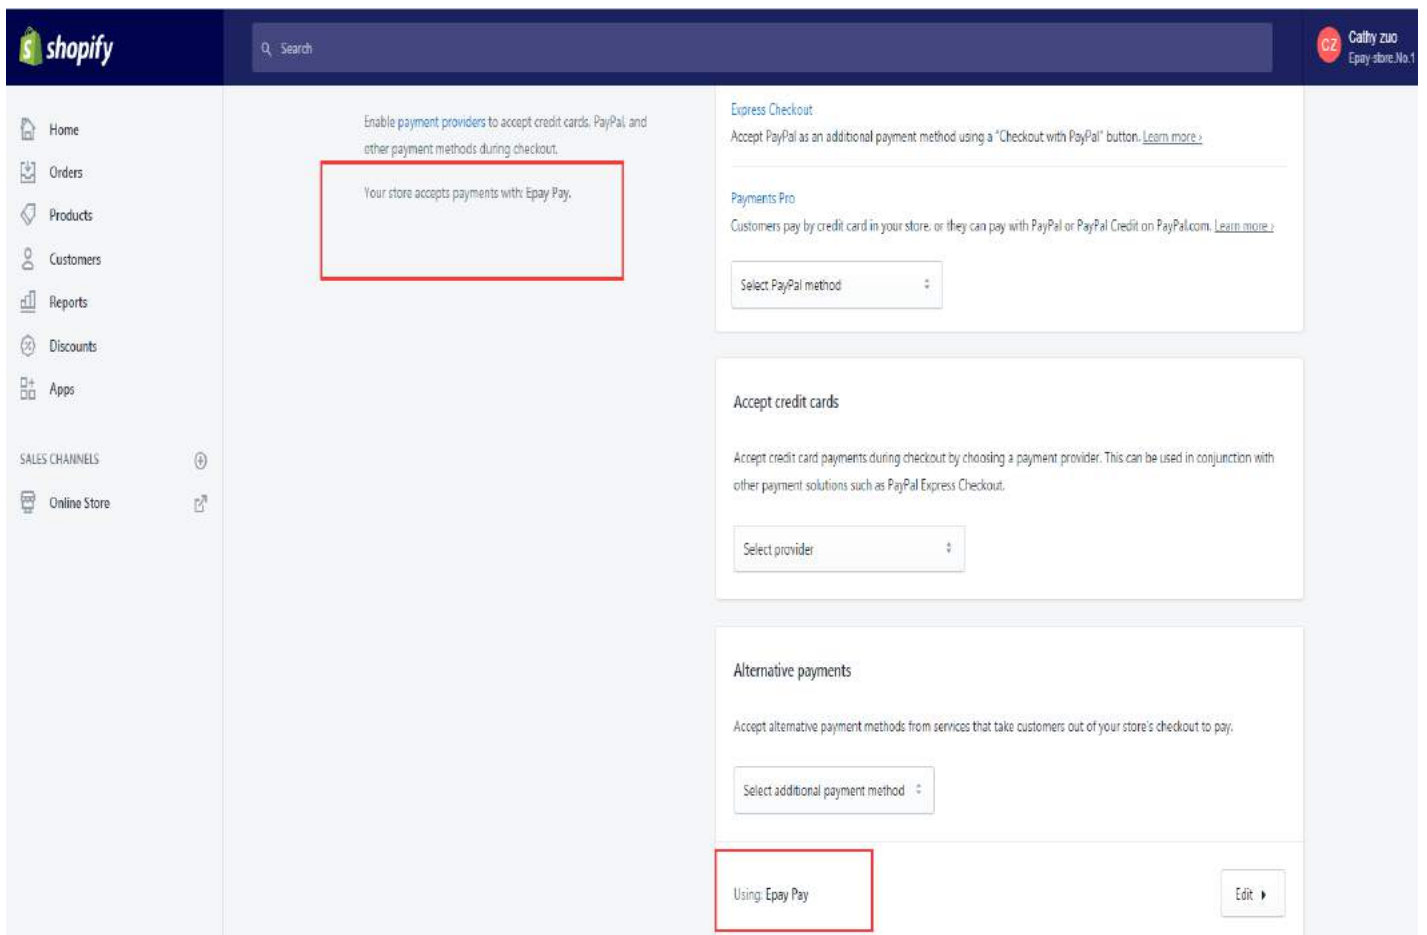 shopify
Search
CZ
Cathy zuo
Epay-store.No.1
Home
Orders
Products
Customers
Reports
Discounts
Apps
SALES CHANNELS
Online Store
Enable payment providers to accept credit cards, PayPal, and
other payment methods during checkout.
Your store accepts payments with: Epay Pay.
Express Checkout
Accept PayPal as an additional payment method using a "Checkout with PayPal" button. Learn more ›
Payments Pro
Customers pay by credit card in your store, or they can pay with PayPal or PayPal Credit on PayPal.com. Learn more ›
Select PayPal method
Accept credit cards
Accept credit card payments during checkout by choosing a payment provider. This can be used in conjunction with
other payment solutions such as PayPal Express Checkout.
Select provider
Alternative payments
Accept alternative payment methods from services that take customers out of your store's checkout to pay.
Select additional payment method
Using: Epay Pay
Edit